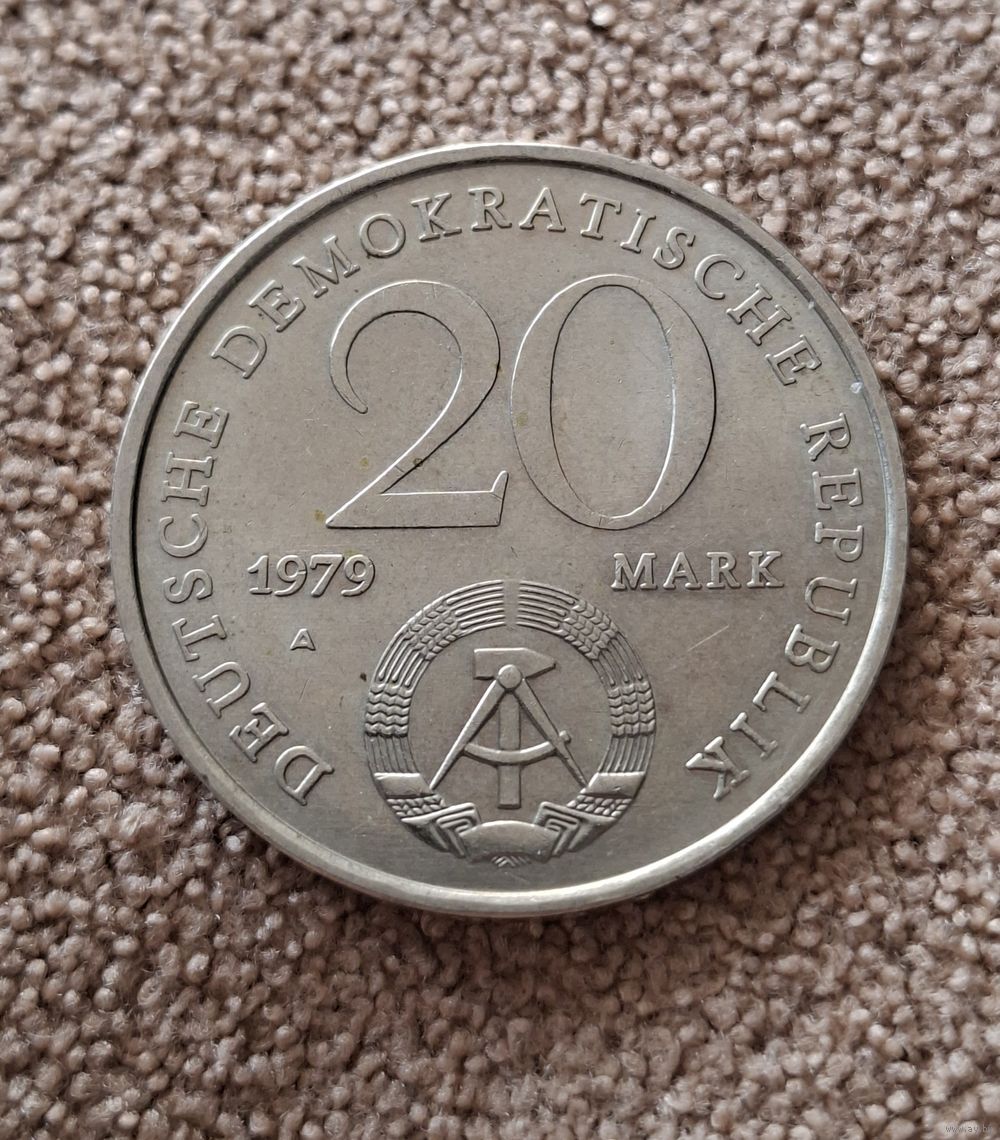 DEUTSCHE DEMOKRATISCHE REPUBLIK
20
1979 MARK
A